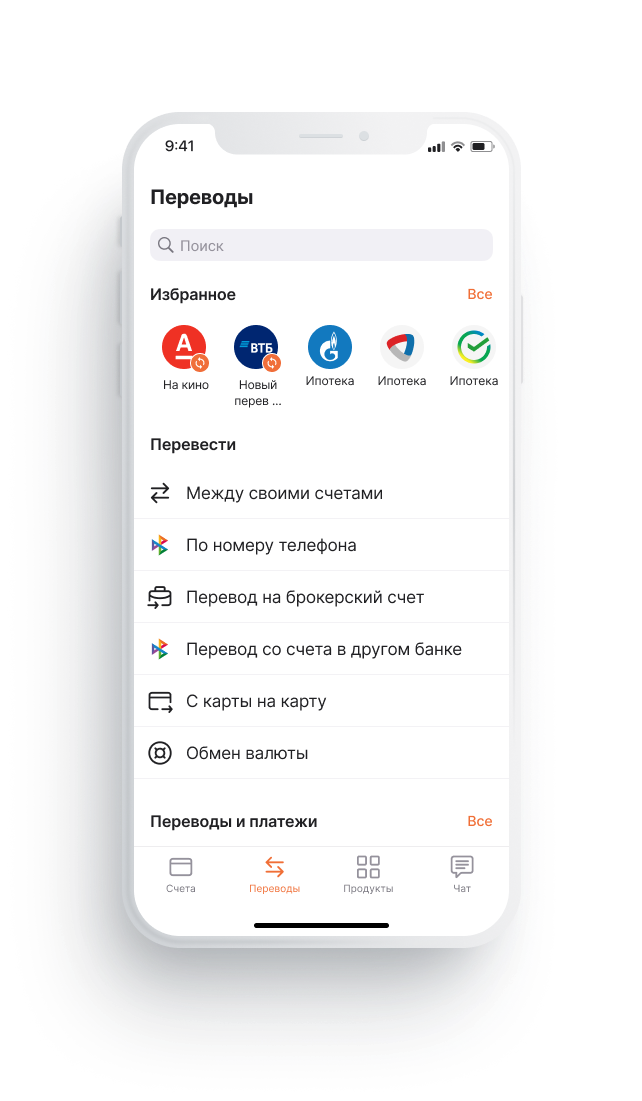 9:41
Переводы
Поиск
Избранное
Все
А
ВТБ
G
На кино
Новый
перев ...
Ипотека
Ипотека
Ипотека
Перевести
Между своими счетами
По номеру телефона
Перевод на брокерский счет
Перевод со счета в другом банке
С карты на карту
Обмен валюты
Переводы и платежи
Все
Счета
Переводы
Продукты
Чат